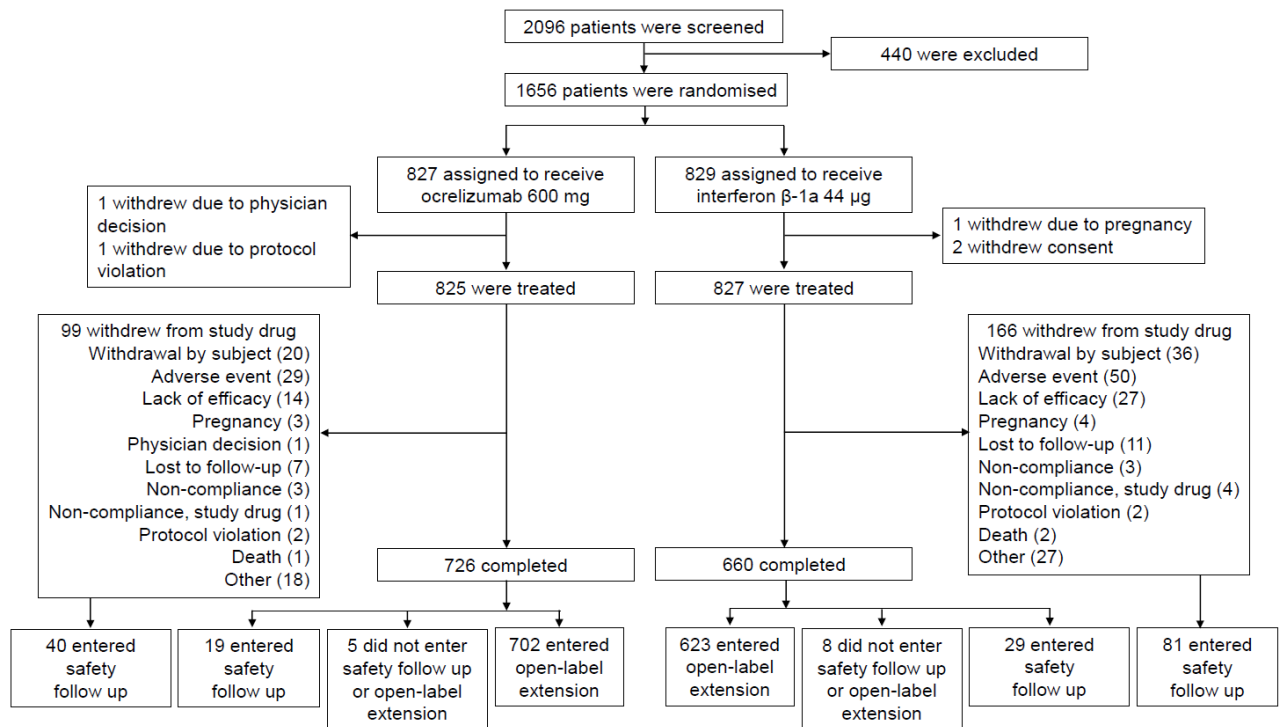 2096 patients were screened
440 were excluded
1656 patients were randomised
827 assigned to receive
ocrelizumab 600 mg
829 assigned to receive
interferon β-1a 44 µg
1 withdrew due to physician
decision
1 withdrew due to protocol
violation
1 withdrew due to pregnancy
2 withdrew consent
825 were treated
827 were treated
99 withdrew from study drug
Withdrawal by subject (20)
Adverse event (29)
Lack of efficacy (14)
Pregnancy (3)
Physician decision (1)
Lost to follow-up (7)
Non-compliance (3)
Non-compliance, study drug (1)
Protocol violation (2)
Death (1)
Other (18)
166 withdrew from study drug
Withdrawal by subject (36)
Adverse event (50)
Lack of efficacy (27)
Pregnancy (4)
Lost to follow-up (11)
Non-compliance (3)
Non-compliance, study drug (4)
Protocol violation (2)
Death (2)
Other (27)
726 completed
660 completed
40 entered
safety
follow up
19 entered
safety
follow up
5 did not enter
safety follow up
or open-label
extension
702 entered
open-label
extension
623 entered
open-label
extension
8 did not enter
safety follow up
or open-label
extension
29 entered
safety
follow up
81 entered
safety
follow up